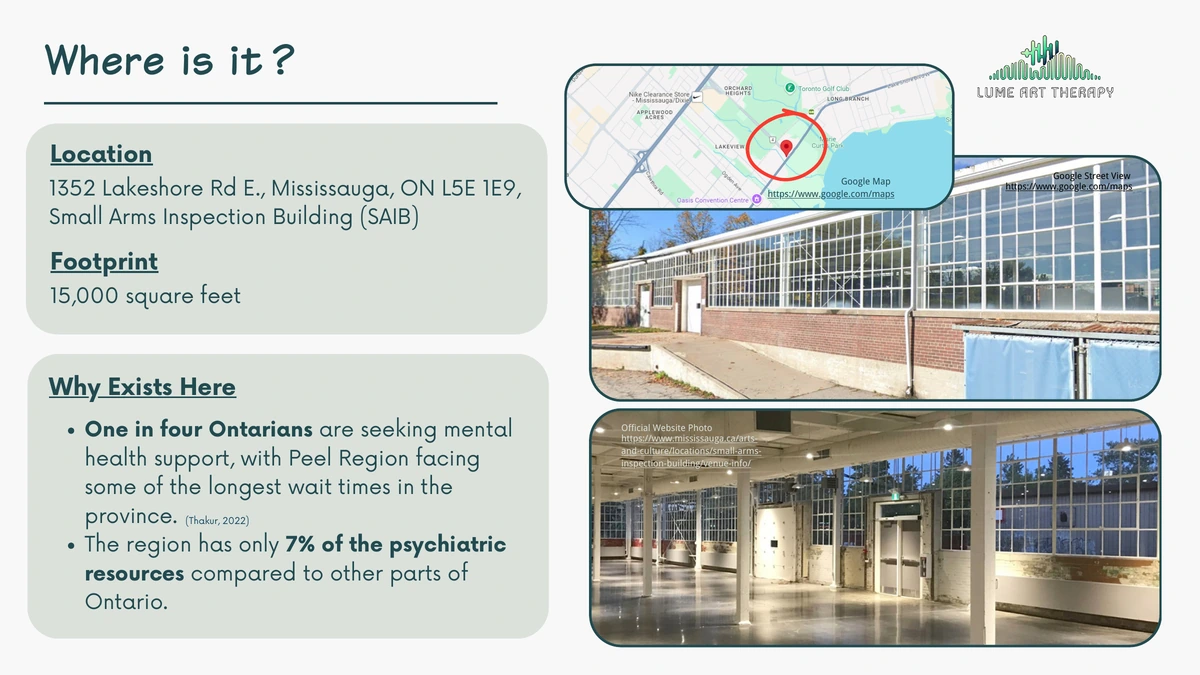 Where is it?
Location
1352 Lakeshore Rd E., Mississauga, ON L5E 1E9,
Small Arms Inspection Building (SAIB)
Footprint
15,000 square feet
Why Exists Here
• One in four Ontarians are seeking mental
health support, with Peel Region facing
some of the longest wait times in the
province. (Thakur, 2022)
• The region has only 7% of the psychiatric
resources compared to other parts of
Ontario.
Nike Clearance Store
- Mississauga/Dixie
APPLEWOOD
ACRES
ORCHARD
HEIGHTS
Toronto Golf Club
LONG BRANCH
LAKEVIEW
Ogden Ave
Oasis Convention Centre
Google Map
https://www.google.com/maps
LUME ART THERAPY
Google Street View
https://www.google.com/maps
Official Website Photo
https://www.mississauga.ca/arts-
and-culture/locations/small-arms-
inspection-building/venue-info/